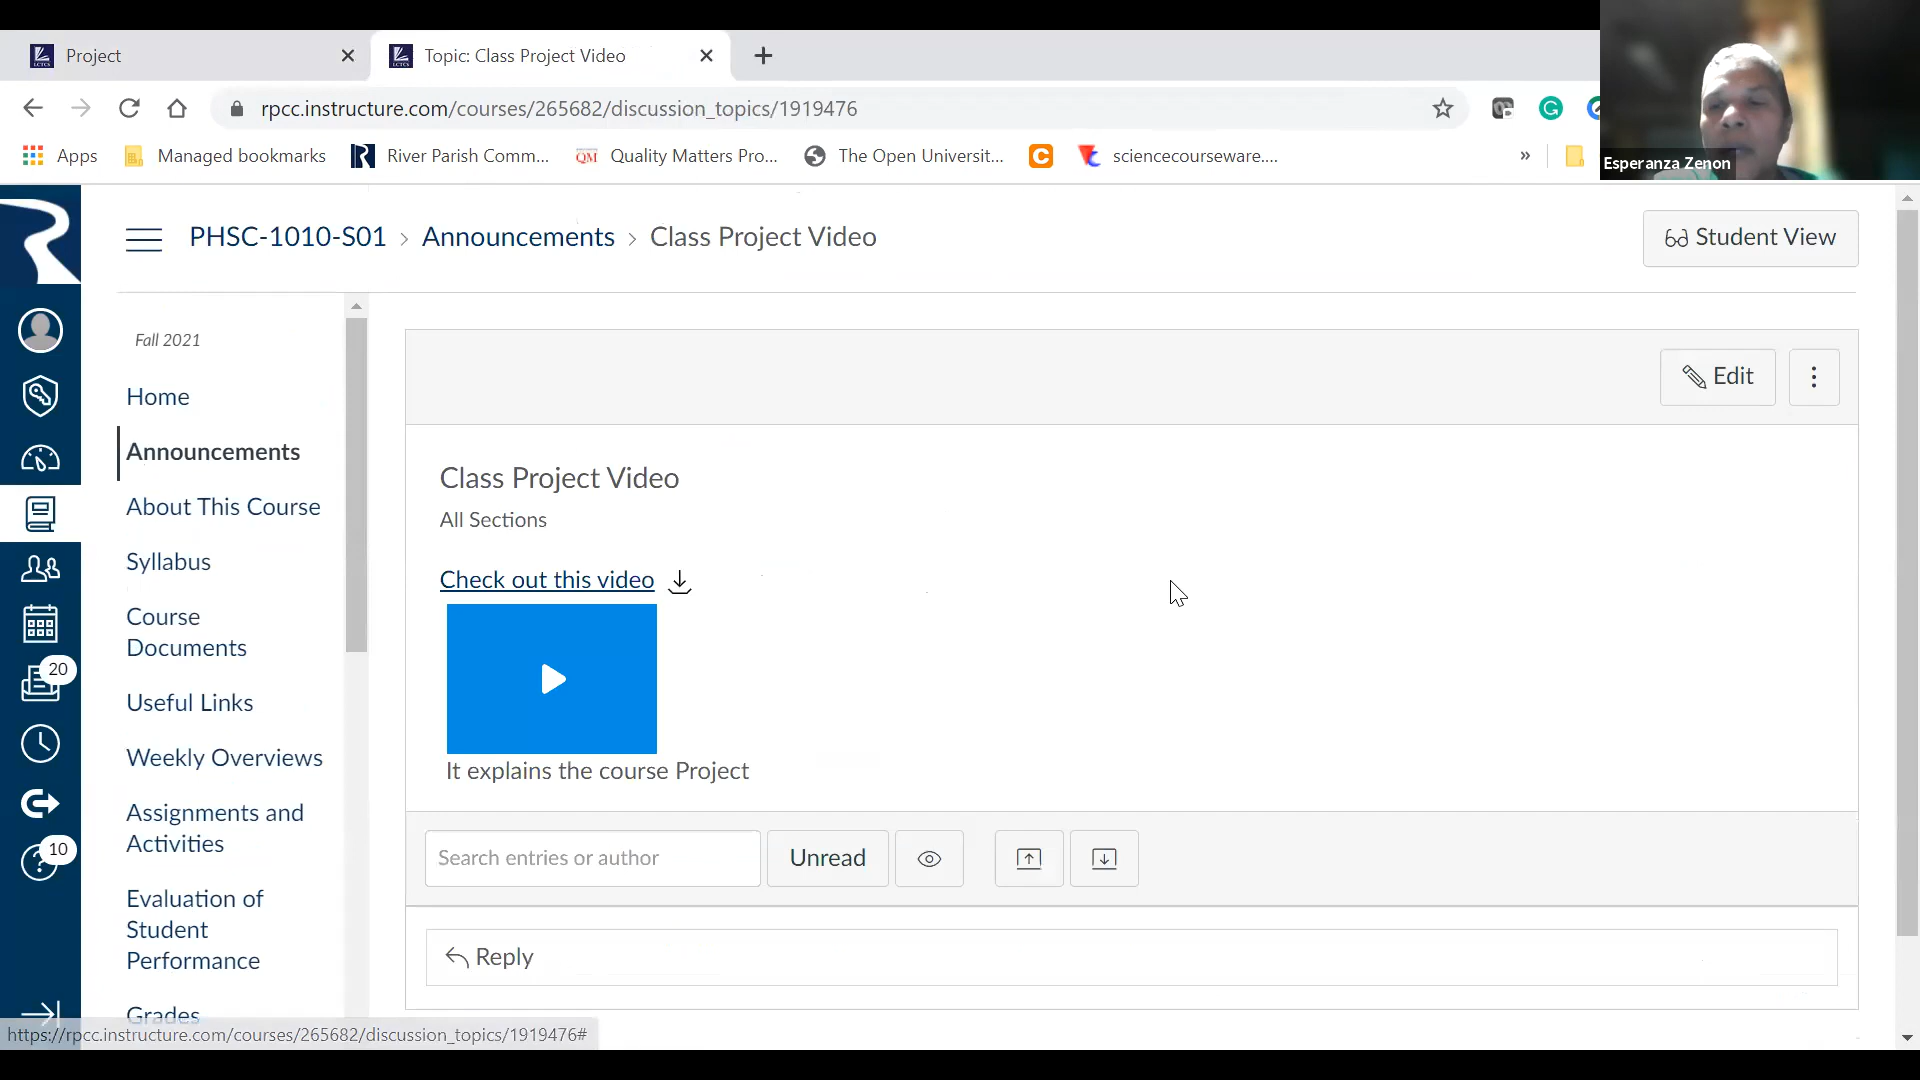 Project
Topic: Class Project Video
rpcc.instructure.com/courses/265682/discussion_topics/1919476
Apps
Managed bookmarks
River Parish Comm...
QM
Quality Matters Pro...
The Open Universit...
C
sciencecourseware....
»
Esperanza Zenon
PHSC-1010-S01 › Announcements › Class Project Video
Student View
Fall 2021
Home
Announcements
About This Course
Syllabus
Course
Documents
Useful Links
Weekly Overviews
Assignments and
Activities
Evaluation of
Student
Performance
Grades
20
10
Edit
Class Project Video
All Sections
Check out this video
It explains the course Project
Search entries or author
Unread
Reply
https://rpcc.instructure.com/courses/265682/discussion_topics/1919476#